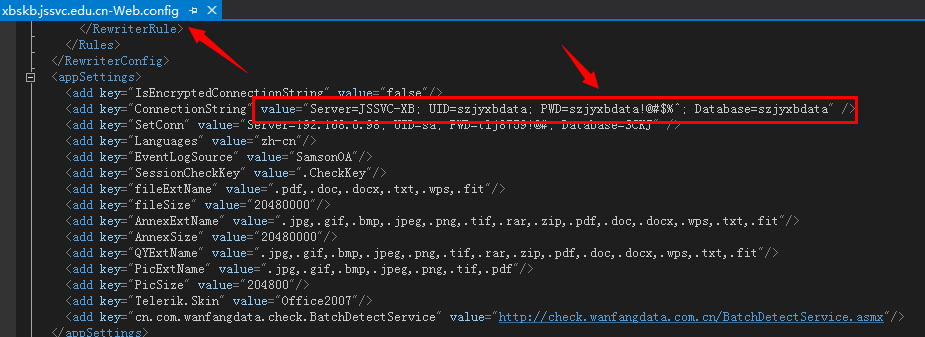 xbskb.jssvc.edu.cn-Web.config
</RewriterRule>
</Rules>
</RewriterConfig>
<appSettings>
<add key="IsEncryptedConnectionString" value="false"/>
<add key="ConnectionString" value="Server=JSSVC-XB; UID=szjyxbdata; PWD=szjyxbdata!@#$%^; Database=szjyxbdata" />
<add key="SetConn" value="Server=192.168.6.98; UID=sa; Database=SCKJ" />
<add key="Languages" value="zh-cn"/>
<add key="EventLogSource" value="SamsonOA"/>
<add key="SessionCheckKey" value=".CheckKey"/>
<add key="fileExtName" value=".pdf,.doc,.docx,.txt,.wps,.fit"/>
<add key="fileSize" value="20480000"/>
<add key="AnnexExtName" value=".jpg,.gif,.bmp,.jpeg,.png,.tif,.rar,.zip,.pdf,.doc,.docx,.wps,.txt,.fit"/>
<add key="AnnexSize" value="20480000"/>
<add key="QYExtName" value=".jpg,.gif,.bmp,.jpeg,.png,.tif,.rar,.zip,.pdf,.doc,.docx,.wps,.txt,.fit"/>
<add key="PicExtName" value=".jpg,.gif,.bmp,.jpeg,.png,.tif,.pdf"/>
<add key="PicSize" value="204800"/>
<add key="Telerik.Skin" value="Office2007"/>
<add key="cn.com.wanfangdata.check.BatchDetectService" value="http://check.wanfangdata.com.cn/BatchDetectService.asmx"/>
</appSettings>